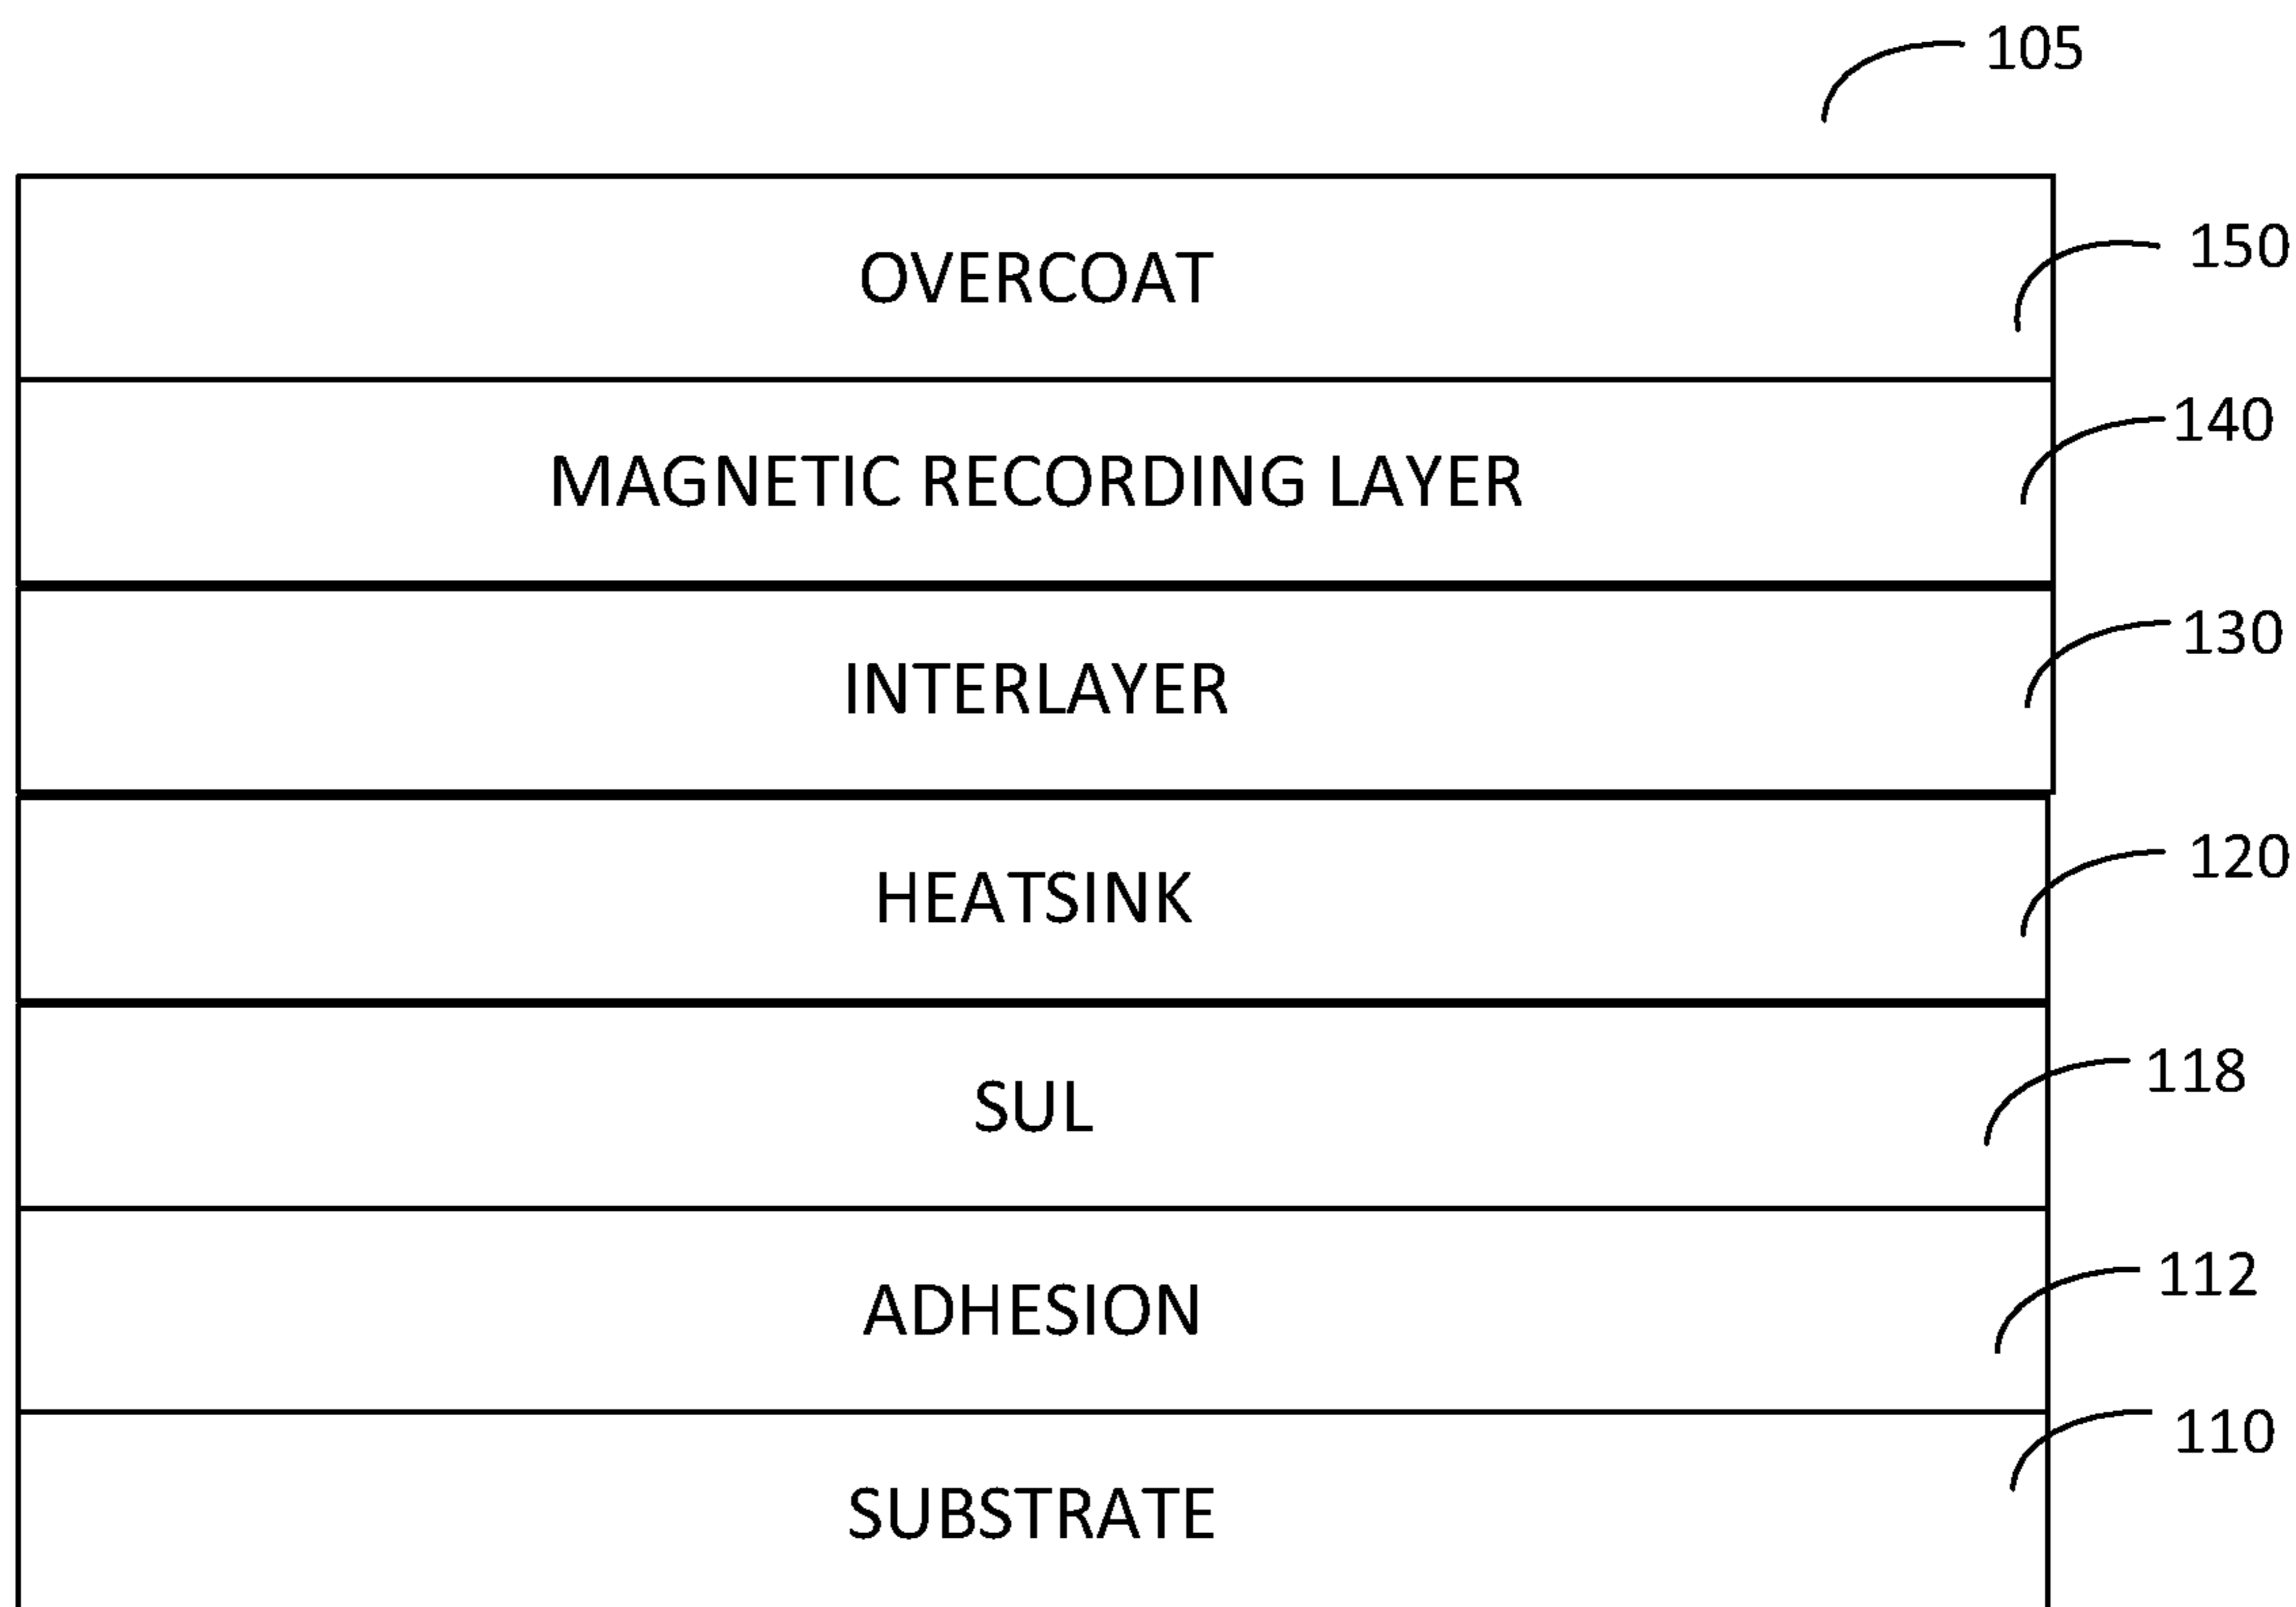 105
OVERCOAT 150
MAGNETIC RECORDING LAYER 140
INTERLAYER 130
HEATSINK 120
SUL 118
ADHESION 112
SUBSTRATE 110